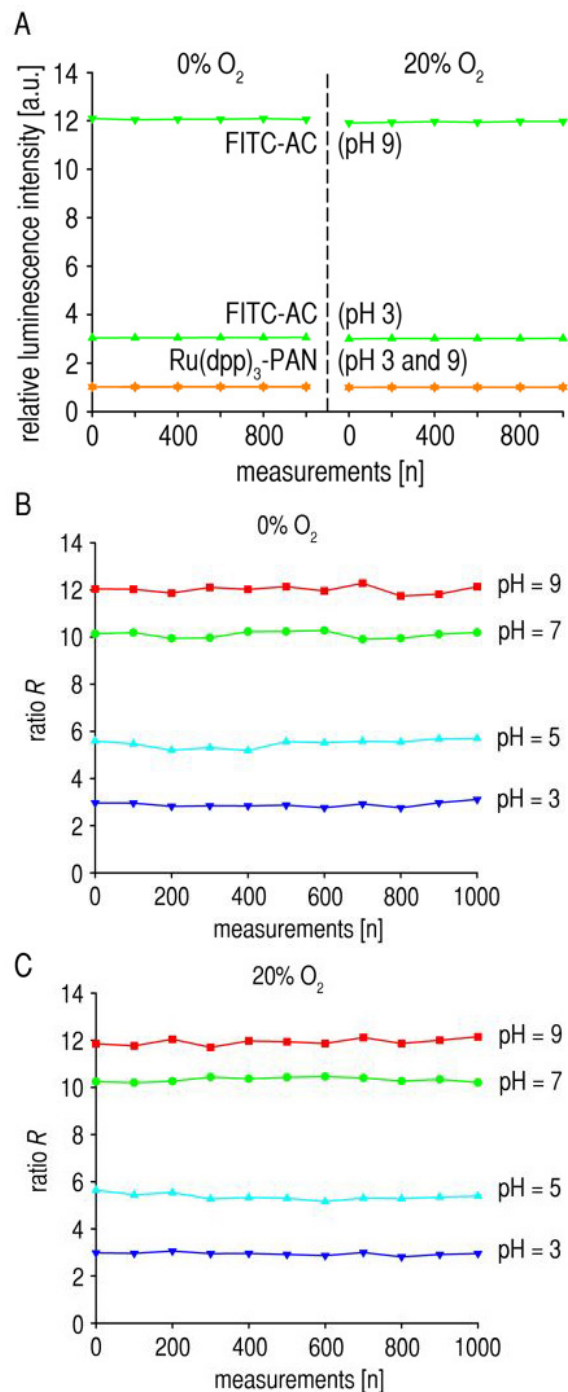 A
0% O₂ 20% O₂
relative luminescence intensity [a.u.]
14
12
10
8
6
4
2
0
FITC-AC (pH 9)
FITC-AC (pH 3)
Ru(dpp)₃-PAN (pH 3 and 9)
0 400 800 0 400 800
measurements [n]
B
0% O₂
ratio R
14
12
10
8
6
4
2
0
pH = 9
pH = 7
pH = 5
pH = 3
0 200 400 600 800 1000
measurements [n]
C
20% O₂
ratio R
14
12
10
8
6
4
2
0
pH = 9
pH = 7
pH = 5
pH = 3
0 200 400 600 800 1000
measurements [n]